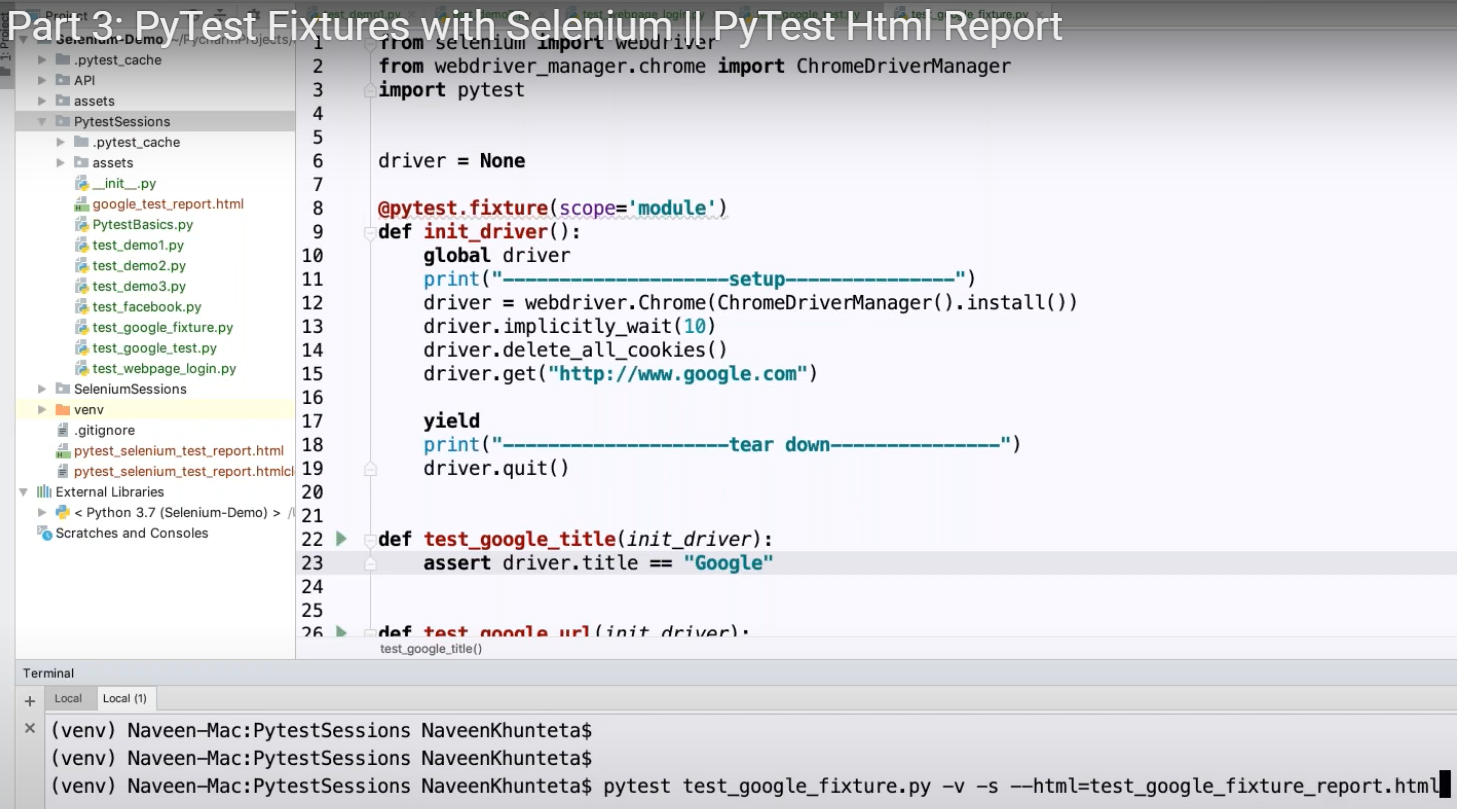 Part 3: PyTest Fixtures with Selenium || PyTest Html Report
Project
test_demo1.py
test_webpage_login.py
test_google_test.py
test_google_fixture.py
Selenium-Demo ~/PycharmProjects/
.pytest_cache
API
assets
PytestSessions
.pytest_cache
assets
__init__.py
google_test_report.html
PytestBasics.py
test_demo1.py
test_demo2.py
test_demo3.py
test_facebook.py
test_google_fixture.py
test_google_test.py
test_webpage_login.py
SeleniumSessions
venv
.gitignore
pytest_selenium_test_report.html
pytest_selenium_test_report.htmlcl
External Libraries
< Python 3.7 (Selenium-Demo) >
Scratches and Consoles
1 from selenium import webdriver
2 from webdriver_manager.chrome import ChromeDriverManager
3 import pytest
4
5
6 driver = None
7
8 @pytest.fixture(scope='module')
9 def init_driver():
10 global driver
11 print("--------------------setup---------------")
12 driver = webdriver.Chrome(ChromeDriverManager().install())
13 driver.implicitly_wait(10)
14 driver.delete_all_cookies()
15 driver.get("http://www.google.com")
16
17 yield
18 print("--------------------tear down---------------")
19 driver.quit()
20
21
22 def test_google_title(init_driver):
23 assert driver.title == "Google"
24
25
26 def test_google_url(init_driver):
test_google_title()
Terminal
+ Local Local (1)
(venv) Naveen-Mac:PytestSessions NaveenKhunteta$
(venv) Naveen-Mac:PytestSessions NaveenKhunteta$
(venv) Naveen-Mac:PytestSessions NaveenKhunteta$ pytest test_google_fixture.py -v -s --html=test_google_fixture_report.html